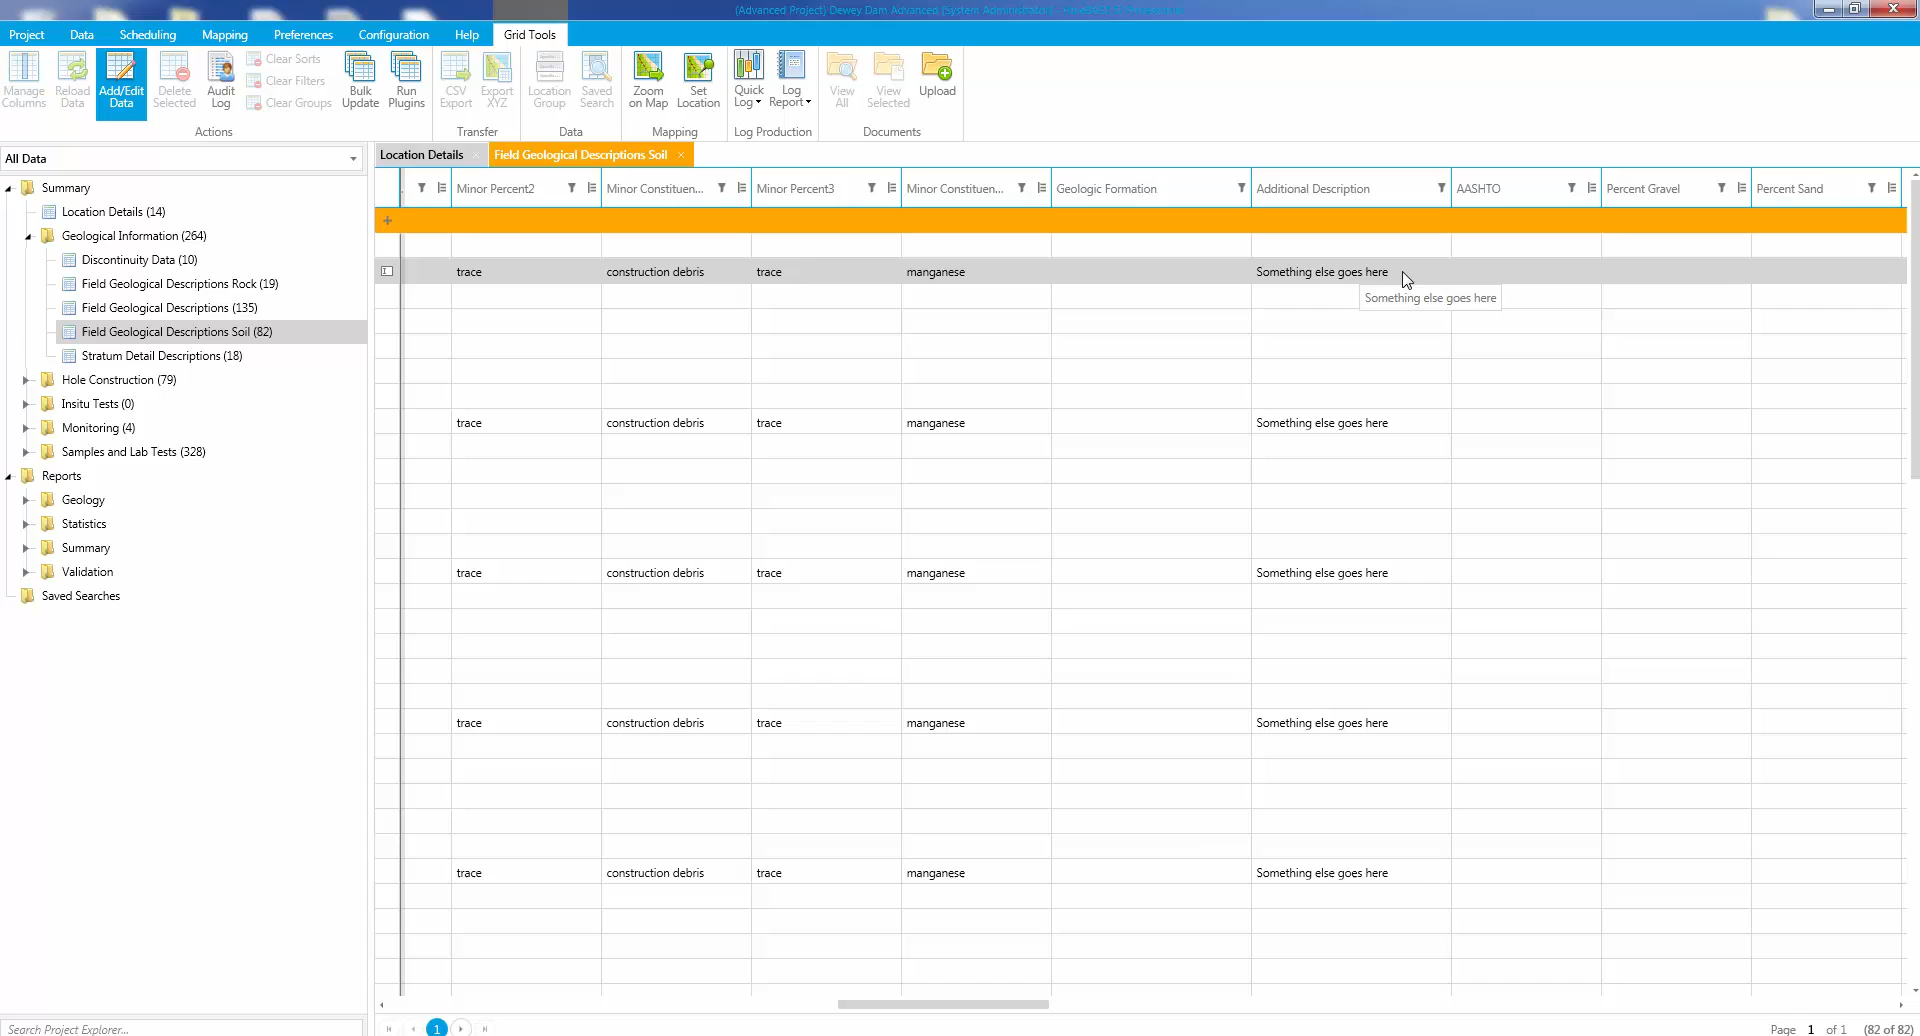 (Advanced Project) Dewey Dam Advanced [System Administrator]
Project Data Scheduling Mapping Preferences Configuration Help Grid Tools
Manage Columns
Reload Data
Add/Edit Data
Delete Selected
Audit Log
Clear Sorts
Clear Filters
Clear Groups
Bulk Update
Run Plugins
CSV Export
Export XYZ
Location Group
Saved Search
Zoom on Map
Set Location
Quick Log
Log Report
View All
View Selected
Upload
Actions Transfer Data Mapping Log Production Documents
All Data
Summary
Location Details (14)
Geological Information (264)
Discontinuity Data (10)
Field Geological Descriptions Rock (19)
Field Geological Descriptions (135)
Field Geological Descriptions Soil (82)
Stratum Detail Descriptions (18)
Hole Construction (79)
Insitu Tests (0)
Monitoring (4)
Samples and Lab Tests (328)
Reports
Geology
Statistics
Summary
Validation
Saved Searches
Search Project Explorer...
Location Details × Field Geological Descriptions Soil ×
Minor Percent2 Minor Constituen... Minor Percent3 Minor Constituen... Geologic Formation Additional Description AASHTO Percent Gravel Percent Sand
+
trace construction debris trace manganese Something else goes here
Something else goes here
trace construction debris trace manganese Something else goes here
trace construction debris trace manganese Something else goes here
trace construction debris trace manganese Something else goes here
trace construction debris trace manganese Something else goes here
1
Page 1 of 1 (82 of 82)